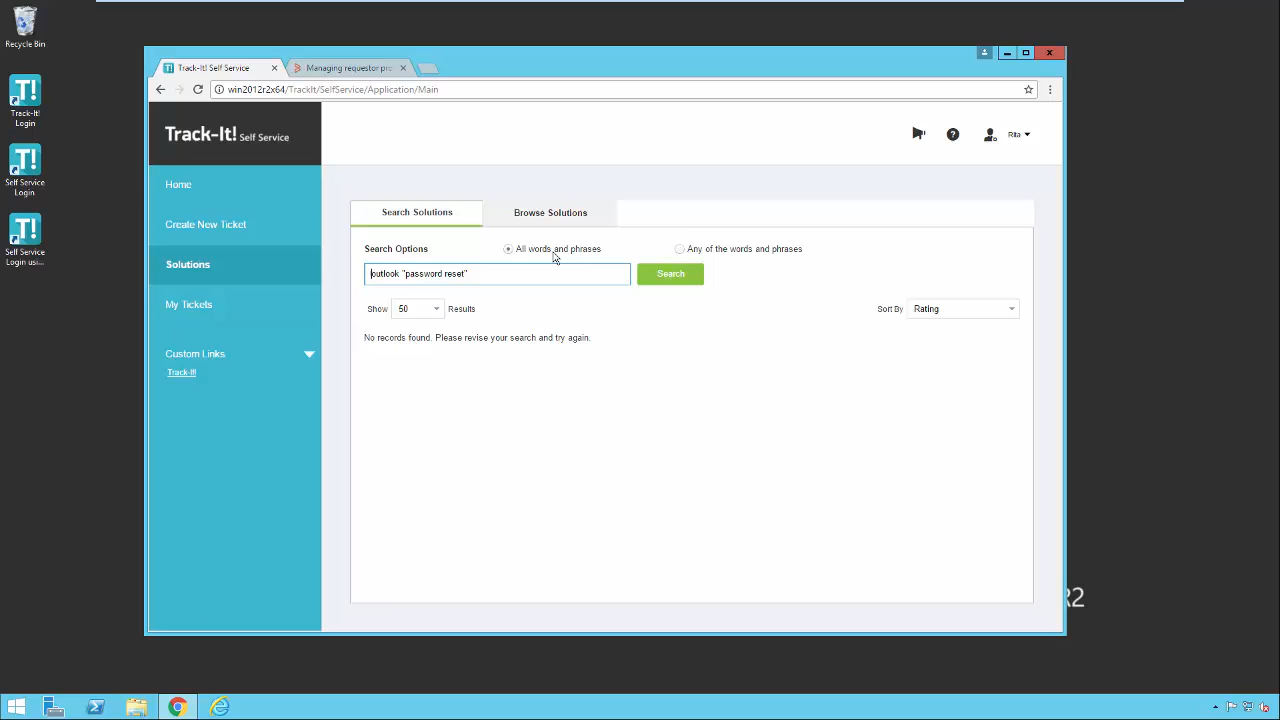 Recycle Bin
Track-It!
Login
Self Service
Login
Self Service
Login usi...
Track-It! Self Service
Managing requestor pro
win2012r2x64/TrackIt/SelfService/Application/Main
Track-It! Self Service
Rita
Home
Create New Ticket
Solutions
My Tickets
Custom Links
Track-It!
Search Solutions
Browse Solutions
Search Options
All words and phrases
Any of the words and phrases
outlook "password reset"
Search
Show
50
Results
Sort By
Rating
No records found. Please revise your search and try again.
R2